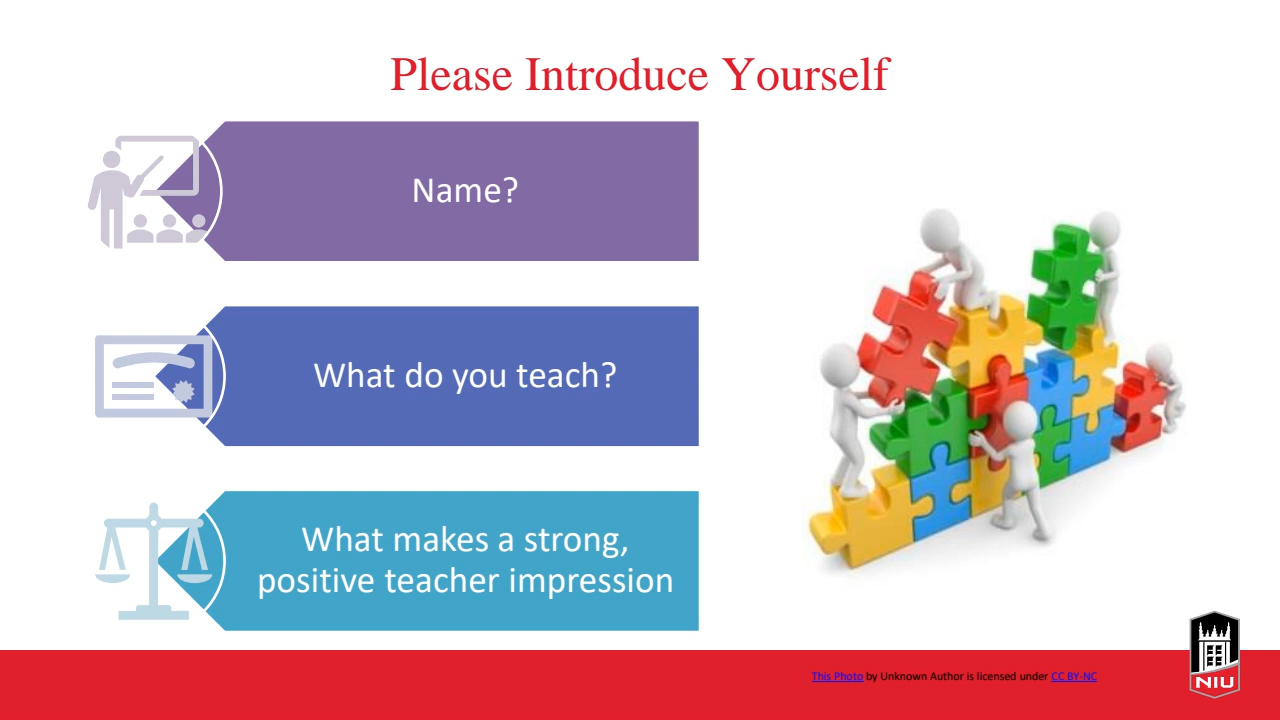 Please Introduce Yourself
Name?
What do you teach?
What makes a strong,
positive teacher impression
This Photo by Unknown Author is licensed under CC BY-NC
NIU